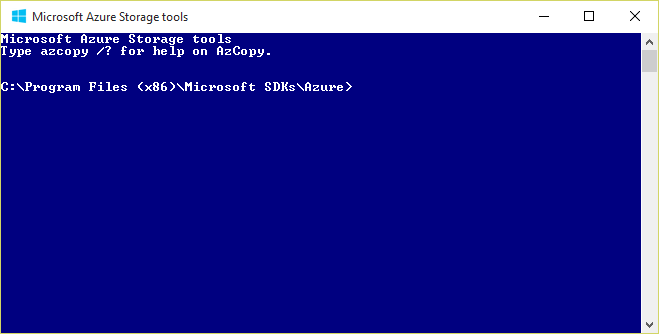 Microsoft Azure Storage tools
Microsoft Azure Storage tools
Type azcopy /? for help on AzCopy.
C:\Program Files (x86)\Microsoft SDKs\Azure>